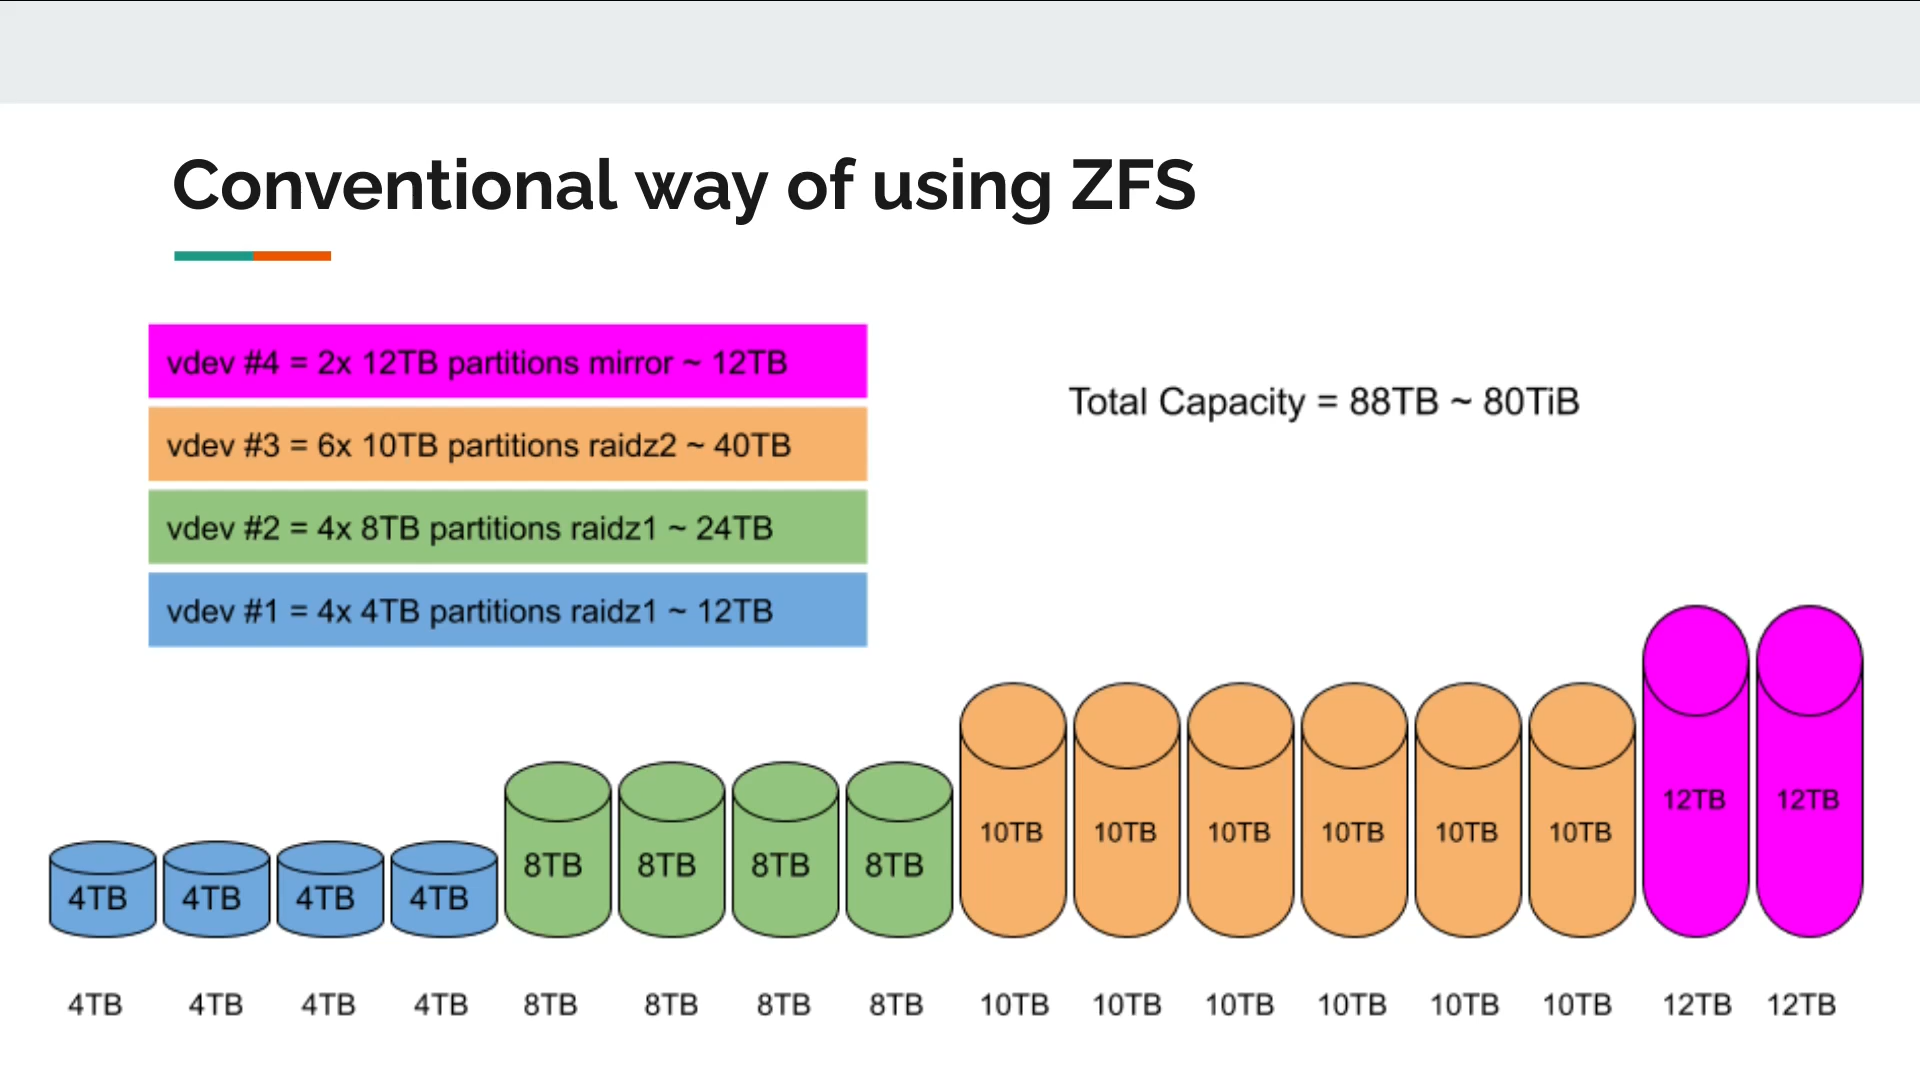 Conventional way of using ZFS
vdev #4 = 2x 12TB partitions mirror ~ 12TB
vdev #3 = 6x 10TB partitions raidz2 ~ 40TB
vdev #2 = 4x 8TB partitions raidz1 ~ 24TB
vdev #1 = 4x 4TB partitions raidz1 ~ 12TB
Total Capacity = 88TB ~ 80TiB
4TB 4TB 4TB 4TB 8TB 8TB 8TB 8TB 10TB 10TB 10TB 10TB 10TB 10TB 12TB 12TB
4TB 4TB 4TB 4TB 8TB 8TB 8TB 8TB 10TB 10TB 10TB 10TB 10TB 10TB 12TB 12TB